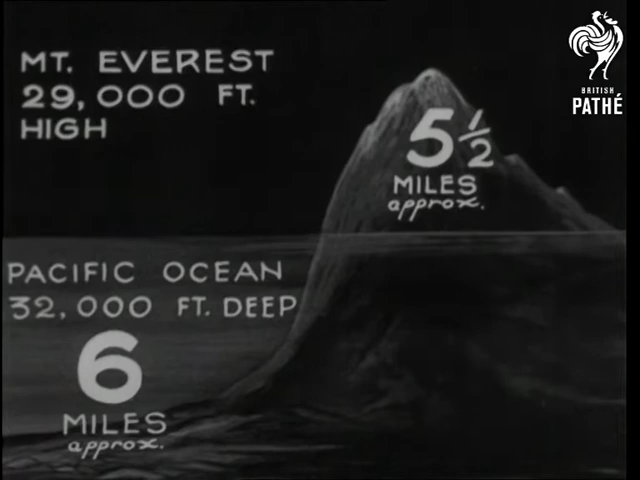 MT. EVEREST
29,000 FT.
HIGH
BRITISH
PATHÉ
5½
MILES
approx.
PACIFIC OCEAN
32,000 FT. DEEP
6
MILES
approx.